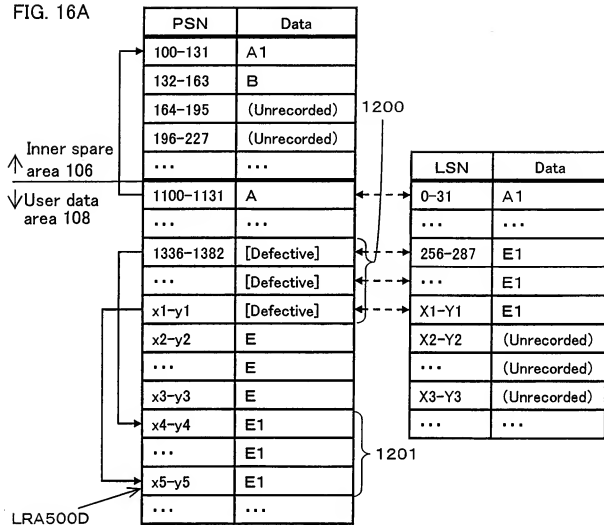 FIG. 16A
PSN Data
100-131 A1
132-163 B
164-195 (Unrecorded)
196-227 (Unrecorded)
... ...
1200
↑ Inner spare area 106
↓ User data area 108
1100-1131 A
... ...
1336-1382 [Defective]
... [Defective]
x1-y1 [Defective]
x2-y2 E
... E
x3-y3 E
x4-y4 E1
... E1
x5-y5 E1
... ...
1201
LRA500D
LSN Data
0-31 A1
... ...
256-287 E1
... E1
X1-Y1 E1
X2-Y2 (Unrecorded)
... (Unrecorded)
X3-Y3 (Unrecorded)
... ...